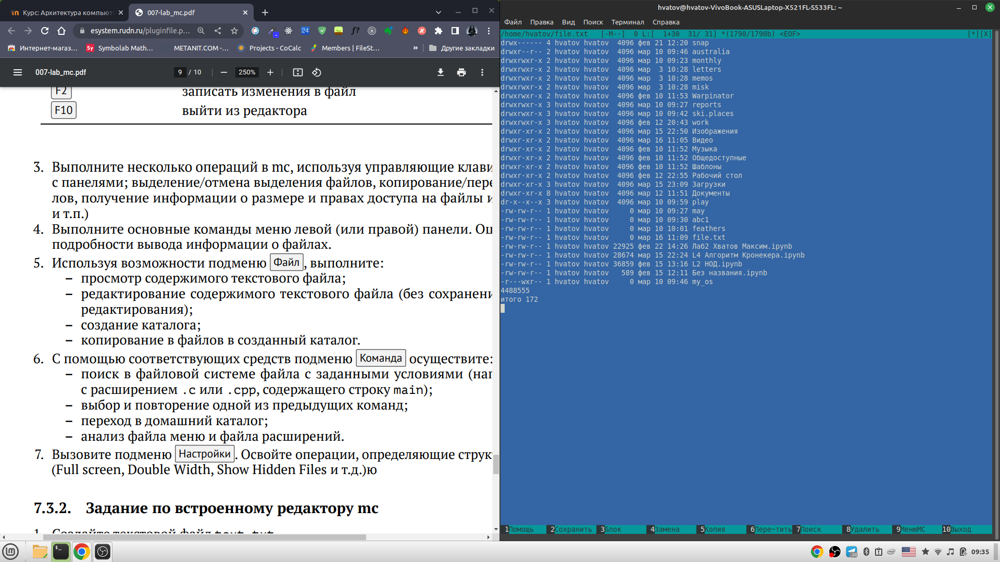 Курс: Архитектура компьют
007-lab_mc.pdf
esystem.rudn.ru/pluginfile.p...
24
f?
Интернет-магаз...
Sy Symbolab Math...
METANIT.COM -...
Projects - CoCalc
Members | FileSt...
»
Другие закладки
007-lab_mc.pdf
9 / 10
250%
F2 записать изменения в файл
F10 выйти из редактора
3. Выполните несколько операций в mc, используя управляющие клави
с панелями; выделение/отмена выделения файлов, копирование/пере
лов, получение информации о размере и правах доступа на файлы и
и т.п.)
4. Выполните основные команды меню левой (или правой) панели. Оц
подробности вывода информации о файлах.
5. Используя возможности подменю Файл, выполните:
– просмотр содержимого текстового файла;
– редактирование содержимого текстового файла (без сохранени
редактирования);
– создание каталога;
– копирование в файлов в созданный каталог.
6. С помощью соответствующих средств подменю Команда осуществите:
– поиск в файловой системе файла с заданными условиями (нап
с расширением .c или .cpp, содержащего строку main);
– выбор и повторение одной из предыдущих команд;
– переход в домашний каталог;
– анализ файла меню и файла расширений.
7. Вызовите подменю Настройки. Освойте операции, определяющие струк
(Full screen, Double Width, Show Hidden Files и т.д.)ю
7.3.2. Задание по встроенному редактору mc
1. Создайте текстовой файл text.txt.
hvatov@hvatov-VivoBook-ASUSLaptop-X521FL-S533FL: ~
Файл Правка Вид Поиск Терминал Справка
/home/hvatov/file.txt [-M--] 0 L:[ 1+30 31/ 31] *(1790/1790b) <EOF> [*][X]
drwx------ 4 hvatov hvatov 4096 фев 21 12:20 snap
drwxr--r-- 2 hvatov hvatov 4096 мар 10 09:46 australia
drwxrwxr-x 2 hvatov hvatov 4096 мар 10 09:23 monthly
drwxrwxr-x 2 hvatov hvatov 4096 мар 3 10:28 letters
drwxrwxr-x 2 hvatov hvatov 4096 мар 3 10:28 memos
drwxrwxr-x 2 hvatov hvatov 4096 мар 3 10:28 misk
drwxrwxr-x 2 hvatov hvatov 4096 фев 10 11:53 Warpinator
drwxrwxr-x 3 hvatov hvatov 4096 мар 10 09:27 reports
drwxrwxr-x 3 hvatov hvatov 4096 мар 10 09:42 ski.places
drwxrwxr-x 3 hvatov hvatov 4096 фев 12 20:43 work
drwxr-xr-x 2 hvatov hvatov 4096 мар 15 22:50 Изображения
drwxr-xr-x 2 hvatov hvatov 4096 мар 16 11:05 Видео
drwxr-xr-x 2 hvatov hvatov 4096 фев 10 11:52 Музыка
drwxr-xr-x 2 hvatov hvatov 4096 фев 10 11:52 Общедоступные
drwxr-xr-x 2 hvatov hvatov 4096 фев 10 11:52 Шаблоны
drwxr-xr-x 2 hvatov hvatov 4096 фев 12 22:55 Рабочий стол
drwxr-xr-x 3 hvatov hvatov 4096 мар 15 23:09 Загрузки
drwxr-xr-x 8 hvatov hvatov 4096 мар 12 11:51 Документы
dr-x--x--x 3 hvatov hvatov 4096 мар 10 09:59 play
-rw-rw-r-- 1 hvatov hvatov 0 мар 10 09:27 may
-rw-rw-r-- 1 hvatov hvatov 0 мар 10 09:30 abc1
-rw-rw-r-- 1 hvatov hvatov 0 мар 10 10:01 feathers
-rw-rw-r-- 1 hvatov hvatov 0 мар 16 11:09 file.txt
-rw-rw-r-- 1 hvatov hvatov 22925 фев 22 14:26 Лаб2 Хватов Максим.ipynb
-rw-rw-r-- 1 hvatov hvatov 28674 мар 15 22:24 L4 Алгоритм Кронекера.ipynb
-rw-rw-r-- 1 hvatov hvatov 36859 фев 15 13:16 L2 НОД.ipynb
-rw-rw-r-- 1 hvatov hvatov 589 фев 15 12:11 Без названия.ipynb
-r---wxr-- 1 hvatov hvatov 0 мар 10 09:46 my_os
4488555
итого 172
1Помощь 2Сохранить 3Блок 4Замена 5Копия 6Пере~тить 7Поиск 8Удалить 9МенюMC 10Выход
09:35